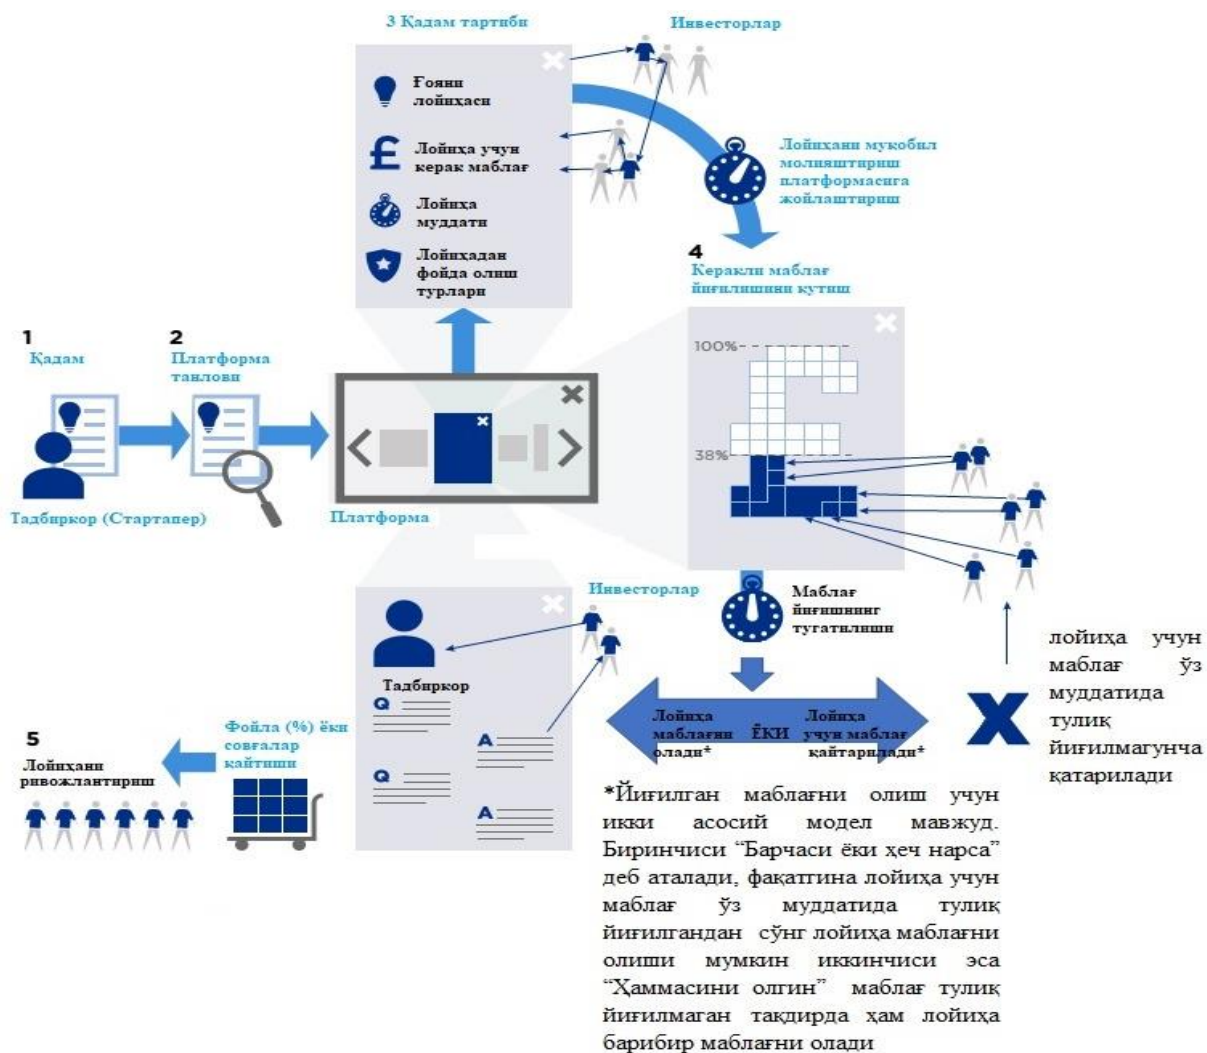 3 Қадам тартиби
Инвесторлар
Ғояни
лойиҳаси
£
Лойиҳа учун
керак маблағ
Лойиҳа
муддати
Лойиҳадан
фойда олиш
турлари
Лойиҳани мукобил
молияштириш
платформасига
жойлаштириш
4
Керакли маблағ
йиғилишини кутиш
100%
38%
1
Қадам
2
Платформа
танлови
Тадбиркор (Стартапер)
Платформа
Инвесторлар
Маблағ
йиғишнинг
тугатилиши
Тадбиркор
Q
A
Q
A
Лойиҳа
маблағини
олади*
ЁКИ
Лойиҳа
учун маблағ
қайтарилади*
X
лойиҳа учун
маблағ ўз
муддатида
тулиқ
йиғилмагунча
қатарилади
5
Лойиҳани
ривожлантириш
Фойла (%) ёки
совғалар
қайтиши
*Йиғилган маблағни олиш учун
икки асосий модел мавжуд.
Биринчиси “Барчаси ёки ҳеч нарса”
деб аталади, фақатгина лойиҳа учун
маблағ ўз муддатида тулиқ
йиғилгандан сўнг лойиҳа маблағни
олиши мумкин иккинчиси эса
“Ҳаммасини олгин” маблағ тулиқ
йиғилмаган тақдирда ҳам лойиҳа
барибир маблағни олади